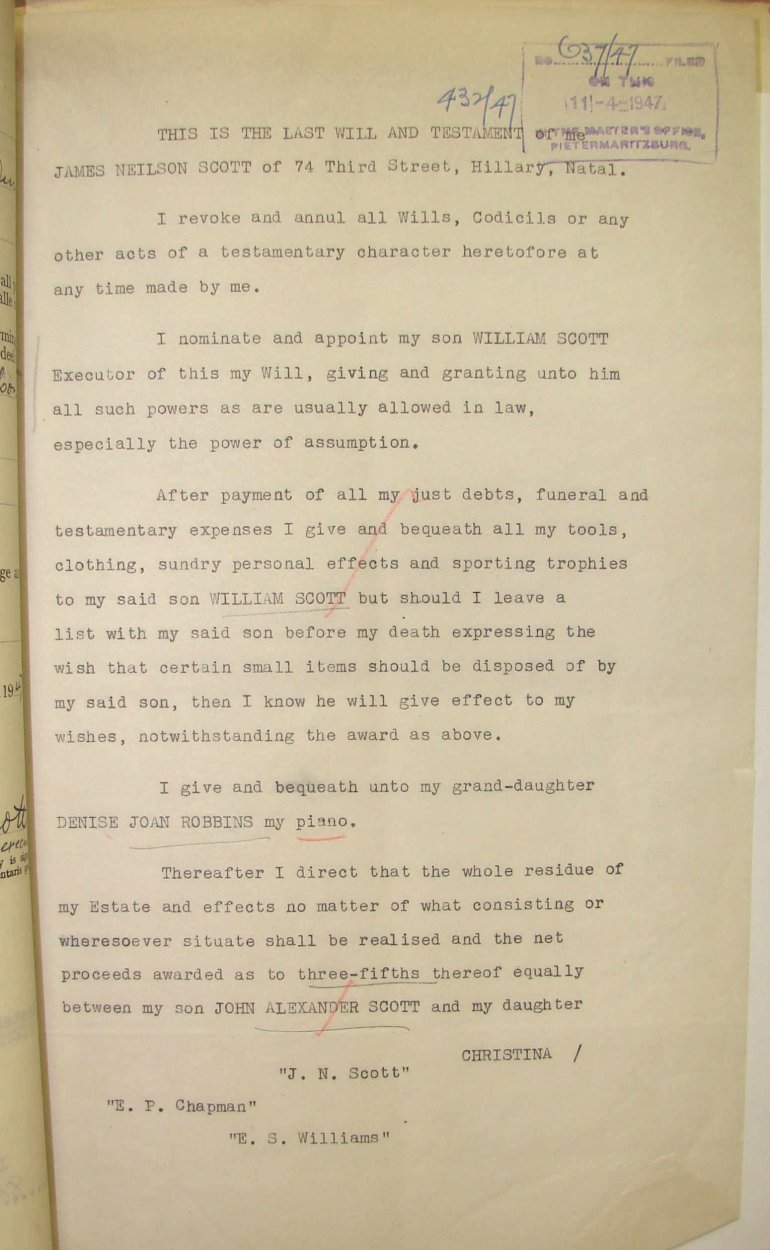 No. 637/47 FILED
ON THIS
11-4-1947
IN THE MASTER'S OFFICE,
PIETERMARITZBURG.
432/47
THIS IS THE LAST WILL AND TESTAMENT of me
JAMES NEILSON SCOTT of 74 Third Street, Hillary, Natal.
I revoke and annul all Wills, Codicils or any
other acts of a testamentary character heretofore at
any time made by me.
I nominate and appoint my son WILLIAM SCOTT
Executor of this my Will, giving and granting unto him
all such powers as are usually allowed in law,
especially the power of assumption.
After payment of all my just debts, funeral and
testamentary expenses I give and bequeath all my tools,
clothing, sundry personal effects and sporting trophies
to my said son WILLIAM SCOTT but should I leave a
list with my said son before my death expressing the
wish that certain small items should be disposed of by
my said son, then I know he will give effect to my
wishes, notwithstanding the award as above.
I give and bequeath unto my grand-daughter
DENISE JOAN ROBBINS my piano.
Thereafter I direct that the whole residue of
my Estate and effects no matter of what consisting or
wheresoever situate shall be realised and the net
proceeds awarded as to three-fifths thereof equally
between my son JOHN ALEXANDER SCOTT and my daughter
CHRISTINA /
"J. N. Scott"
"E. P. Chapman"
"E. S. Williams"